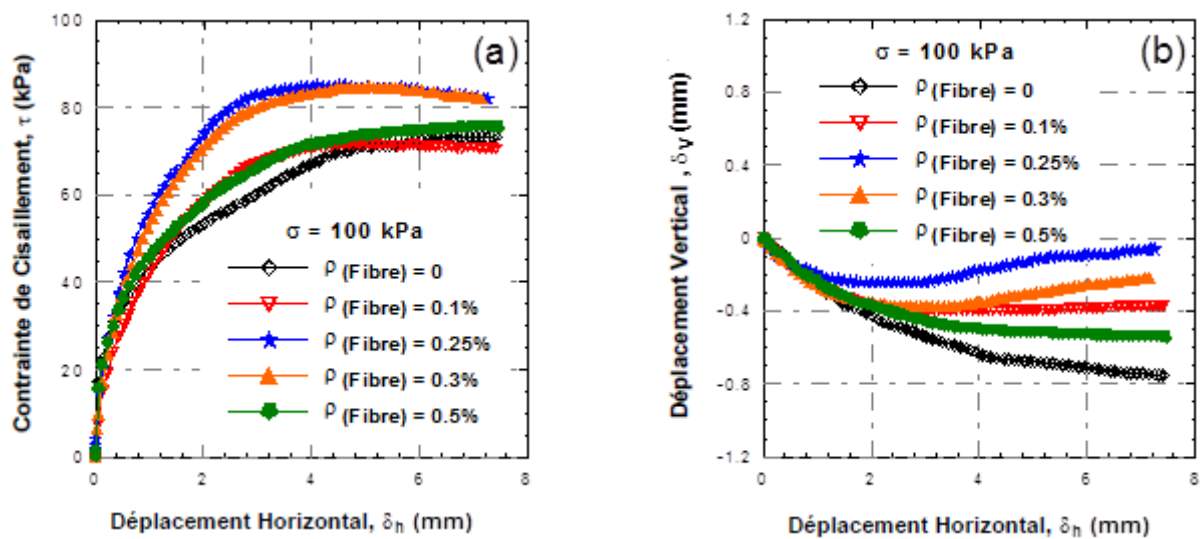 (a)
Contrainte de Cisaillement, τ (kPa)
100
80
60
40
20
0
σ = 100 kPa
ρ (Fibre) = 0
ρ (Fibre) = 0.1%
ρ (Fibre) = 0.25%
ρ (Fibre) = 0.3%
ρ (Fibre) = 0.5%
0 2 4 6 8
Déplacement Horizontal, δh (mm)
(b)
Déplacement Vertical , δv (mm)
1.2
0.8
0.4
0
-0.4
-0.8
-1.2
σ = 100 kPa
ρ (Fibre) = 0
ρ (Fibre) = 0.1%
ρ (Fibre) = 0.25%
ρ (Fibre) = 0.3%
ρ (Fibre) = 0.5%
0 2 4 6 8
Déplacement Horizontal, δh (mm)